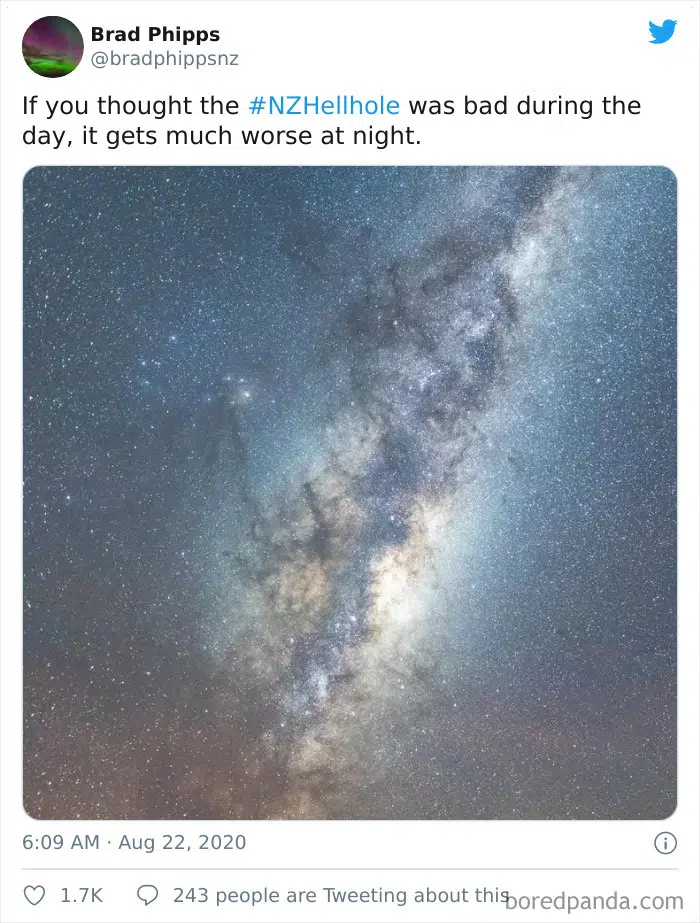 Brad Phipps
@bradphippsnz
If you thought the #NZHellhole was bad during the
day, it gets much worse at night.
6:09 AM · Aug 22, 2020
1.7K 243 people are Tweeting about this
boredpanda.com